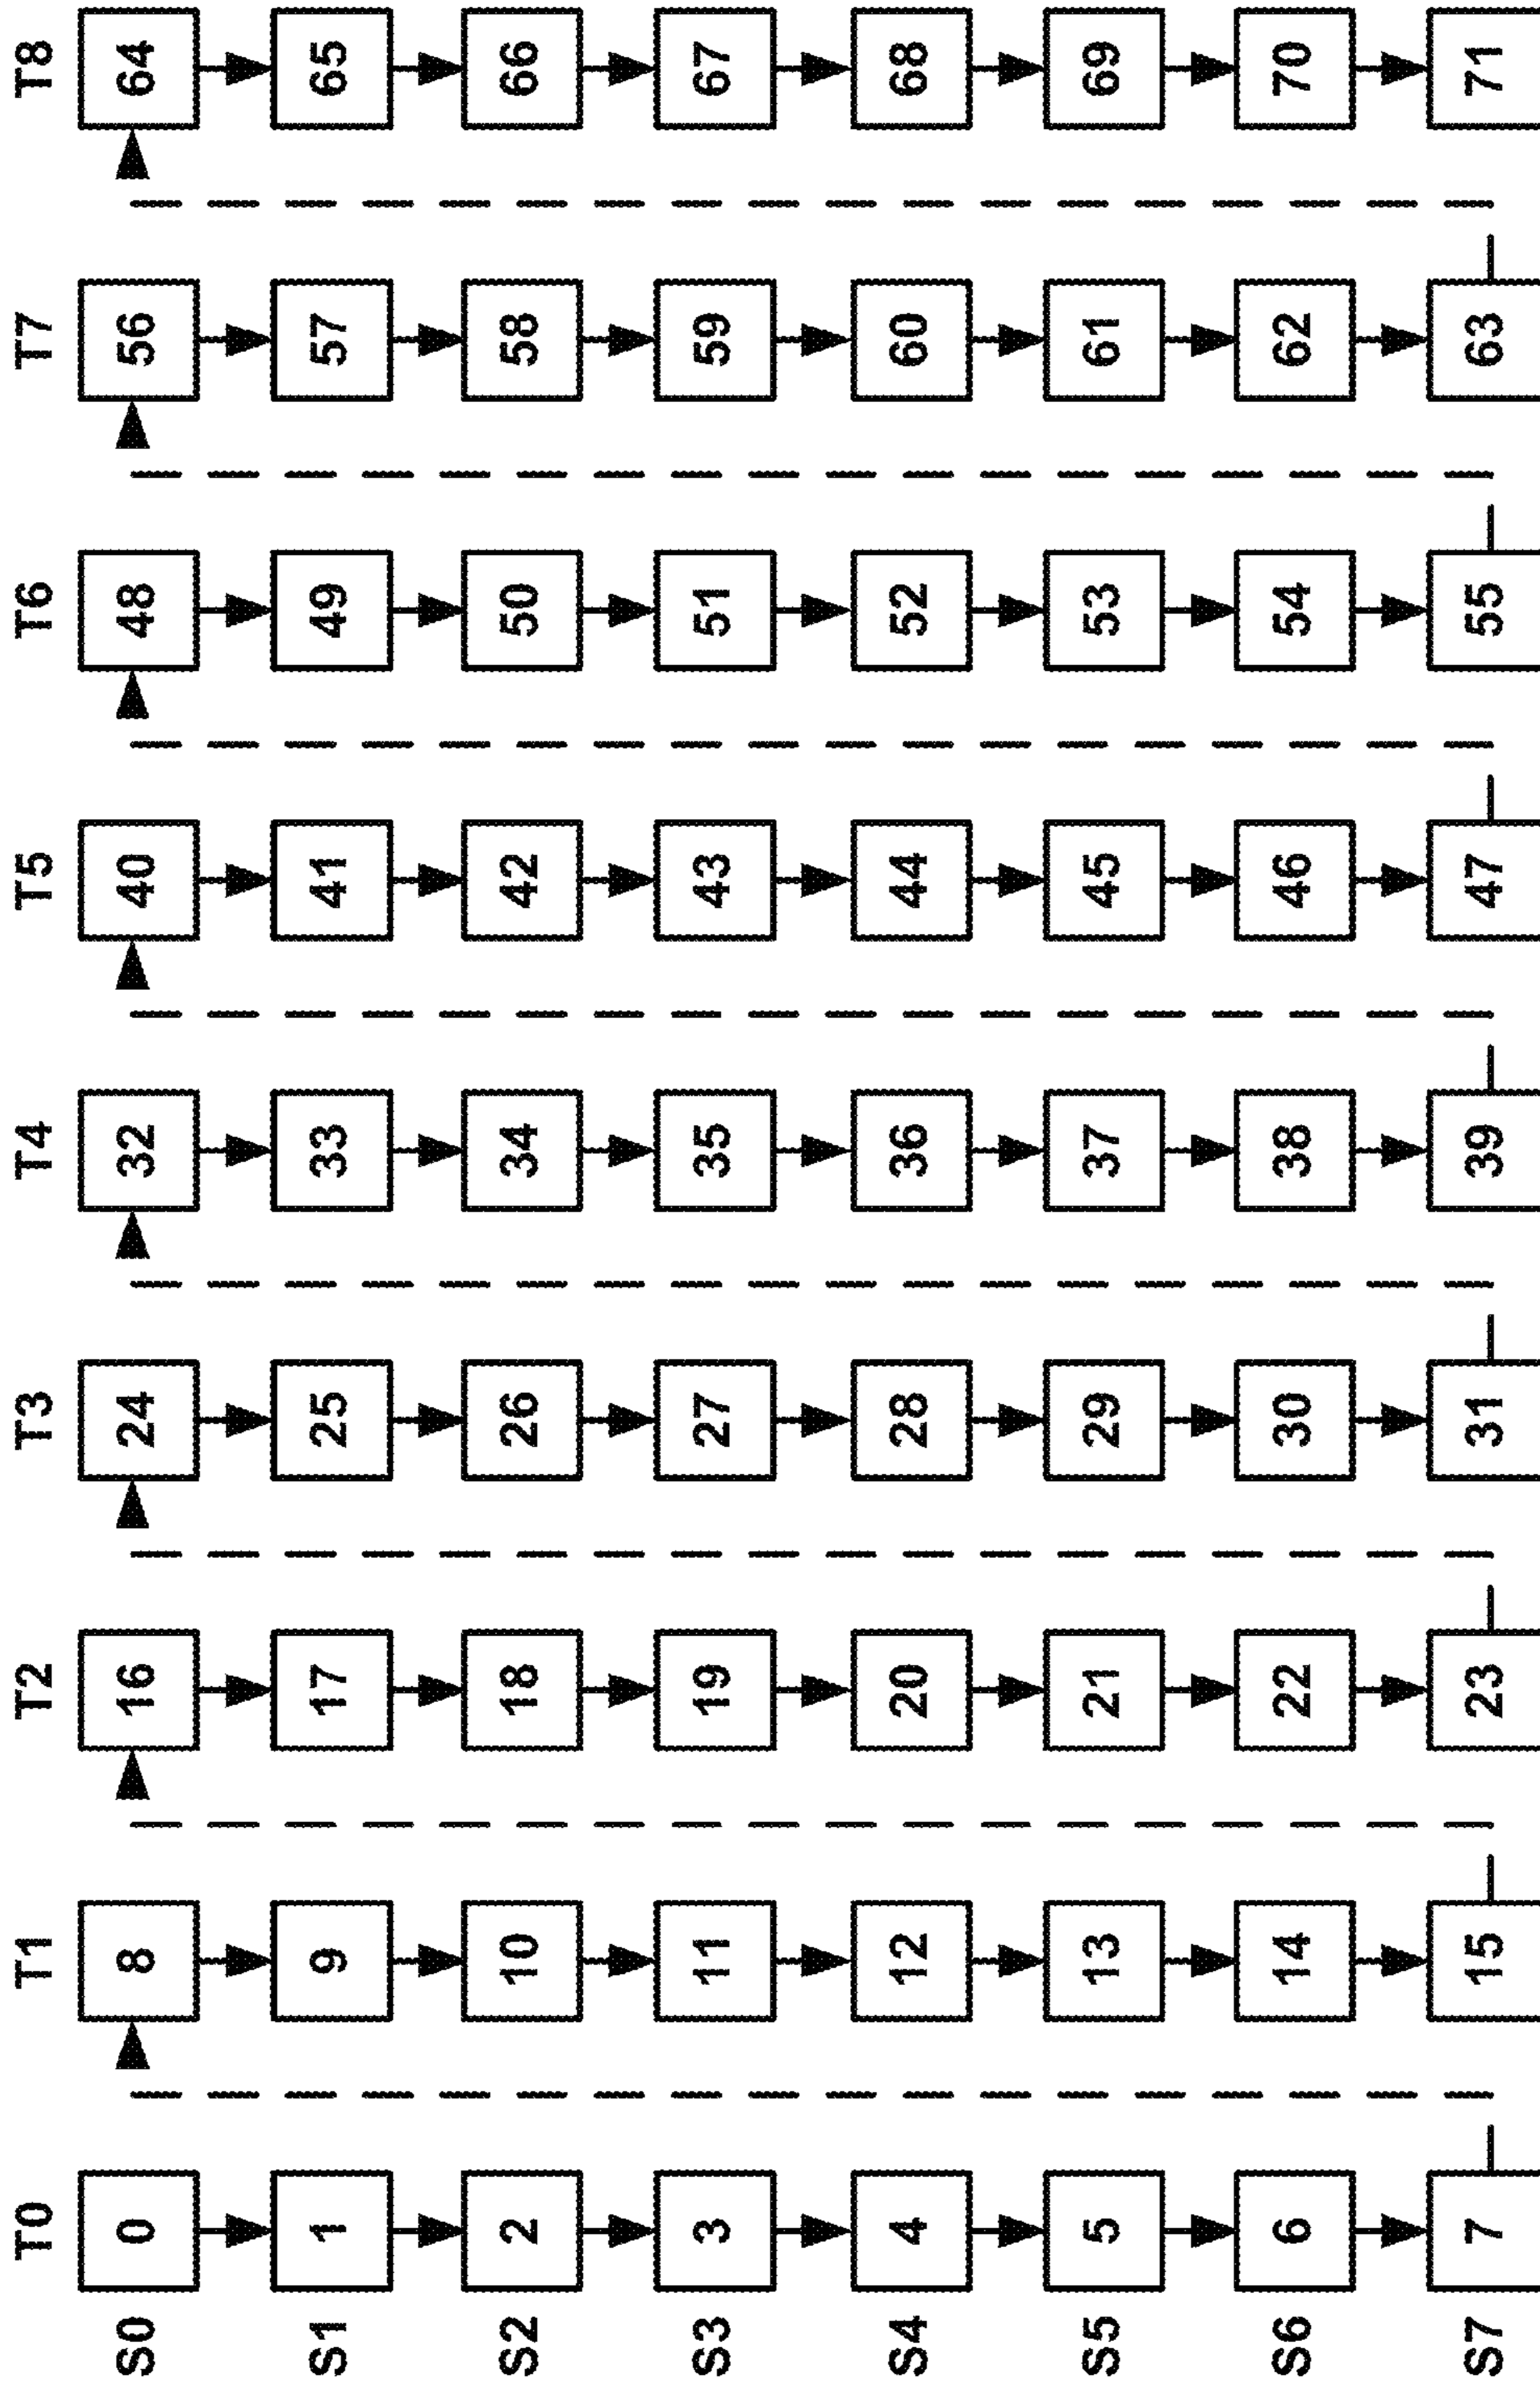 T0 T1 T2 T3 T4 T5 T6 T7 T8
S0 0 8 16 24 32 40 48 56 64
S1 1 9 17 25 33 41 49 57 65
S2 2 10 18 26 34 42 50 58 66
S3 3 11 19 27 35 43 51 59 67
S4 4 12 20 28 36 44 52 60 68
S5 5 13 21 29 37 45 53 61 69
S6 6 14 22 30 38 46 54 62 70
S7 7 15 23 31 39 47 55 63 71